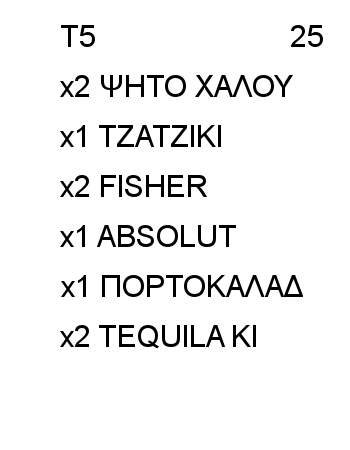 T5 25
x2 ΨΗΤΟ ΧΑΛΟΥ
x1 TZATZIKI
x2 FISHER
x1 ABSOLUT
x1 ΠΟΡΤΟΚΑΛΑΔ
x2 TEQUILA KI